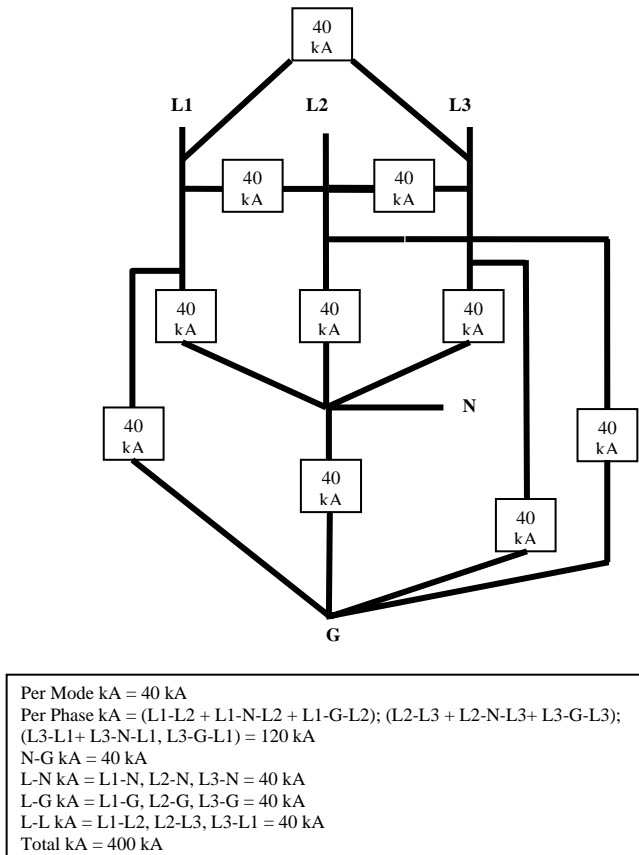 40
kA
L1
L2
L3
40
kA
40
kA
40
kA
40
kA
40
kA
N
40
kA
40
kA
40
kA
40
kA
G
Per Mode kA = 40 kA
Per Phase kA = (L1-L2 + L1-N-L2 + L1-G-L2); (L2-L3 + L2-N-L3+ L3-G-L3);
(L3-L1+ L3-N-L1, L3-G-L1) = 120 kA
N-G kA = 40 kA
L-N kA = L1-N, L2-N, L3-N = 40 kA
L-G kA = L1-G, L2-G, L3-G = 40 kA
L-L kA = L1-L2, L2-L3, L3-L1 = 40 kA
Total kA = 400 kA